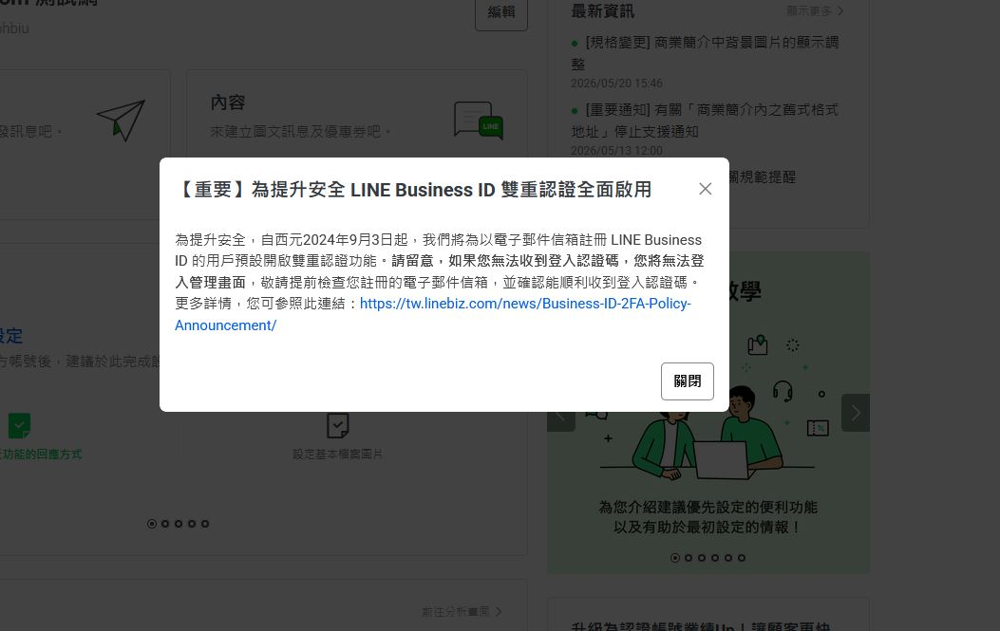 測試網
編輯
發訊息吧。
內容
來建立圖文訊息及優惠券吧。
LINE
最新資訊
顯示更多
[規格變更] 商業簡介中背景圖片的顯示調
整
2026/05/20 15:46
[重要通知] 有關「商業簡介內之舊式格式
地址」停止支援通知
2026/05/13 12:00
關規範提醒
【重要】為提升安全 LINE Business ID 雙重認證全面啟用
為提升安全，自西元2024年9月3日起，我們將為以電子郵件信箱註冊 LINE Business
ID 的用戶預設開啟雙重認證功能。請留意，如果您無法收到登入認證碼，您將無法登
入管理畫面，敬請提前檢查您註冊的電子郵件信箱，並確認能順利收到登入認證碼。
更多詳情，您可參照此連結：https://tw.linebiz.com/news/Business-ID-2FA-Policy-
Announcement/
關閉
設定
方帳號後，建議於此完成設
功能的回應方式
設定基本檔案圖片
教學
為您介紹建議優先設定的便利功能
以及有助於最初設定的情報！
前往分析畫面
升級為認證帳號業績Up！讓顧客更快